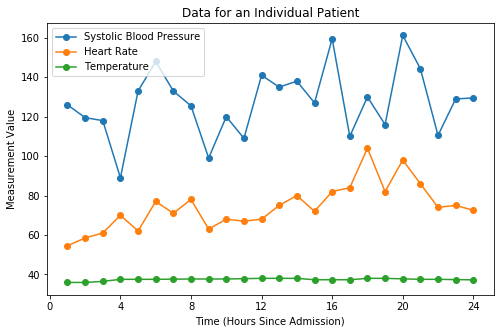 Data for an Individual Patient
Systolic Blood Pressure
Heart Rate
Temperature
Measurement Value
160
140
120
100
80
60
40
0 4 8 12 16 20 24
Time (Hours Since Admission)